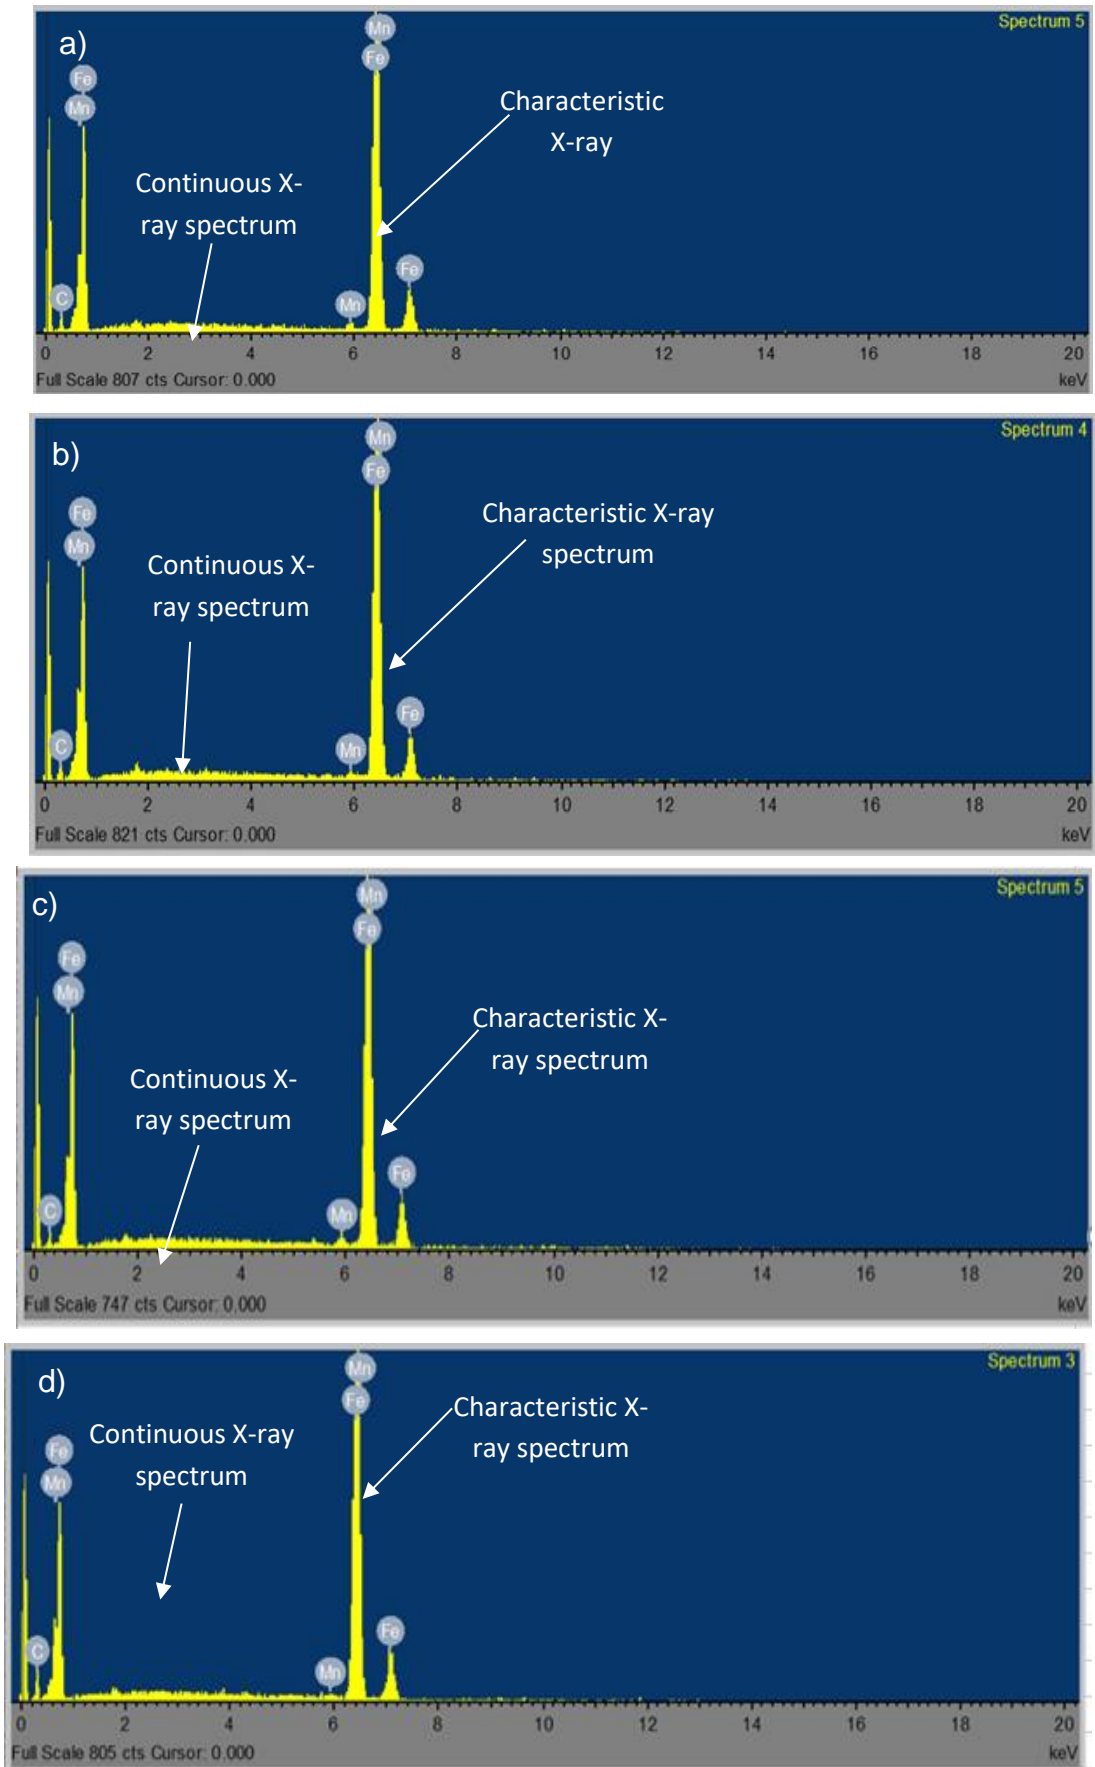 a)
Spectrum 5
Mn
Fe
Fe
Mn
Characteristic
X-ray
Continuous X-
ray spectrum
Fe
C
Mn
0 2 4 6 8 10 12 14 16 18 20
Full Scale 807 cts Cursor: 0.000
keV
b)
Spectrum 4
Mn
Fe
Fe
Mn
Characteristic X-ray
spectrum
Continuous X-
ray spectrum
Fe
C
Mn
0 2 4 6 8 10 12 14 16 18 20
Full Scale 821 cts Cursor: 0.000
keV
c)
Spectrum 5
Mn
Fe
Fe
Mn
Characteristic X-
ray spectrum
Continuous X-
ray spectrum
Fe
C
Mn
0 2 4 6 8 10 12 14 16 18 20
Full Scale 747 cts Cursor: 0.000
keV
d)
Spectrum 3
Mn
Fe
Characteristic X-
ray spectrum
Continuous X-ray
spectrum
Fe
Mn
Fe
C
Mn
0 2 4 6 8 10 12 14 16 18 20
Full Scale 805 cts Cursor: 0.000
keV